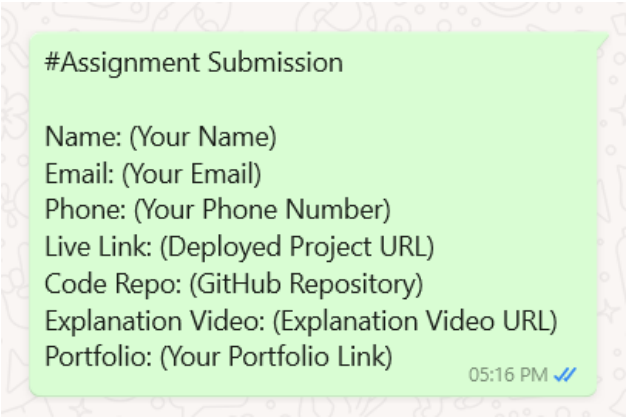 #Assignment Submission
Name: (Your Name)
Email: (Your Email)
Phone: (Your Phone Number)
Live Link: (Deployed Project URL)
Code Repo: (GitHub Repository)
Explanation Video: (Explanation Video URL)
Portfolio: (Your Portfolio Link)
05:16 PM